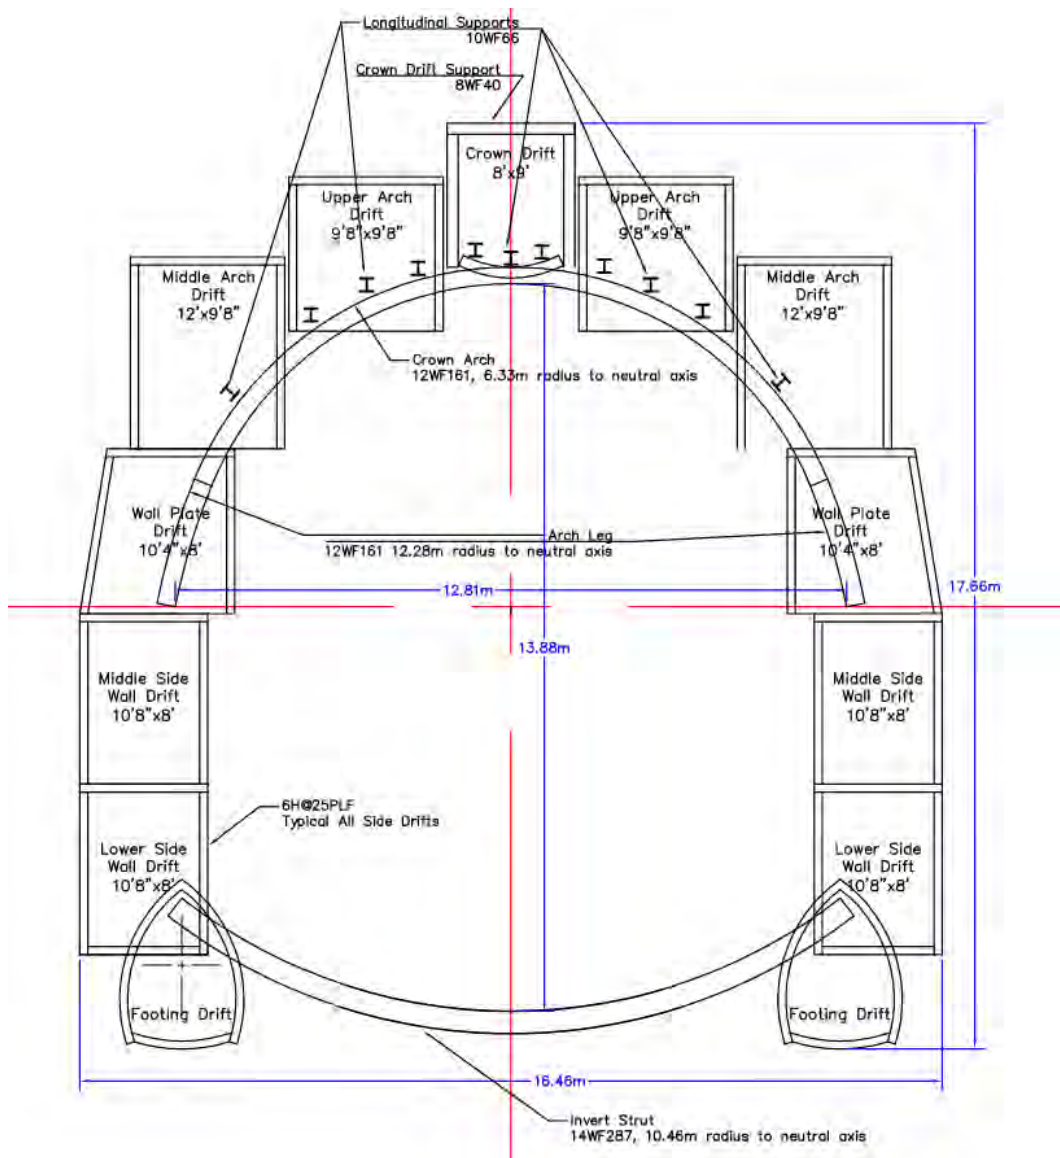 Longitudinal Supports
10WF66
Crown Drift Support
8WF40
Crown Drift
8'x9'
Upper Arch
Drift
9'8"x9'8"
Upper Arch
Drift
9'8"x9'8"
Middle Arch
Drift
12'x9'8"
Middle Arch
Drift
12'x9'8"
Crown Arch
12WF161, 6.33m radius to neutral axis
Wall Plate
Drift
10'4"x8'
Wall Plate
Drift
10'4"x8'
Arch Leg
12WF161 12.28m radius to neutral axis
12.81m
17.66m
13.88m
Middle Side
Wall Drift
10'8"x8'
Middle Side
Wall Drift
10'8"x8'
6H@25PLF
Typical All Side Drifts
Lower Side
Wall Drift
10'8"x8'
Lower Side
Wall Drift
10'8"x8'
Footing Drift
Footing Drift
16.46m
Invert Strut
14WF287, 10.46m radius to neutral axis